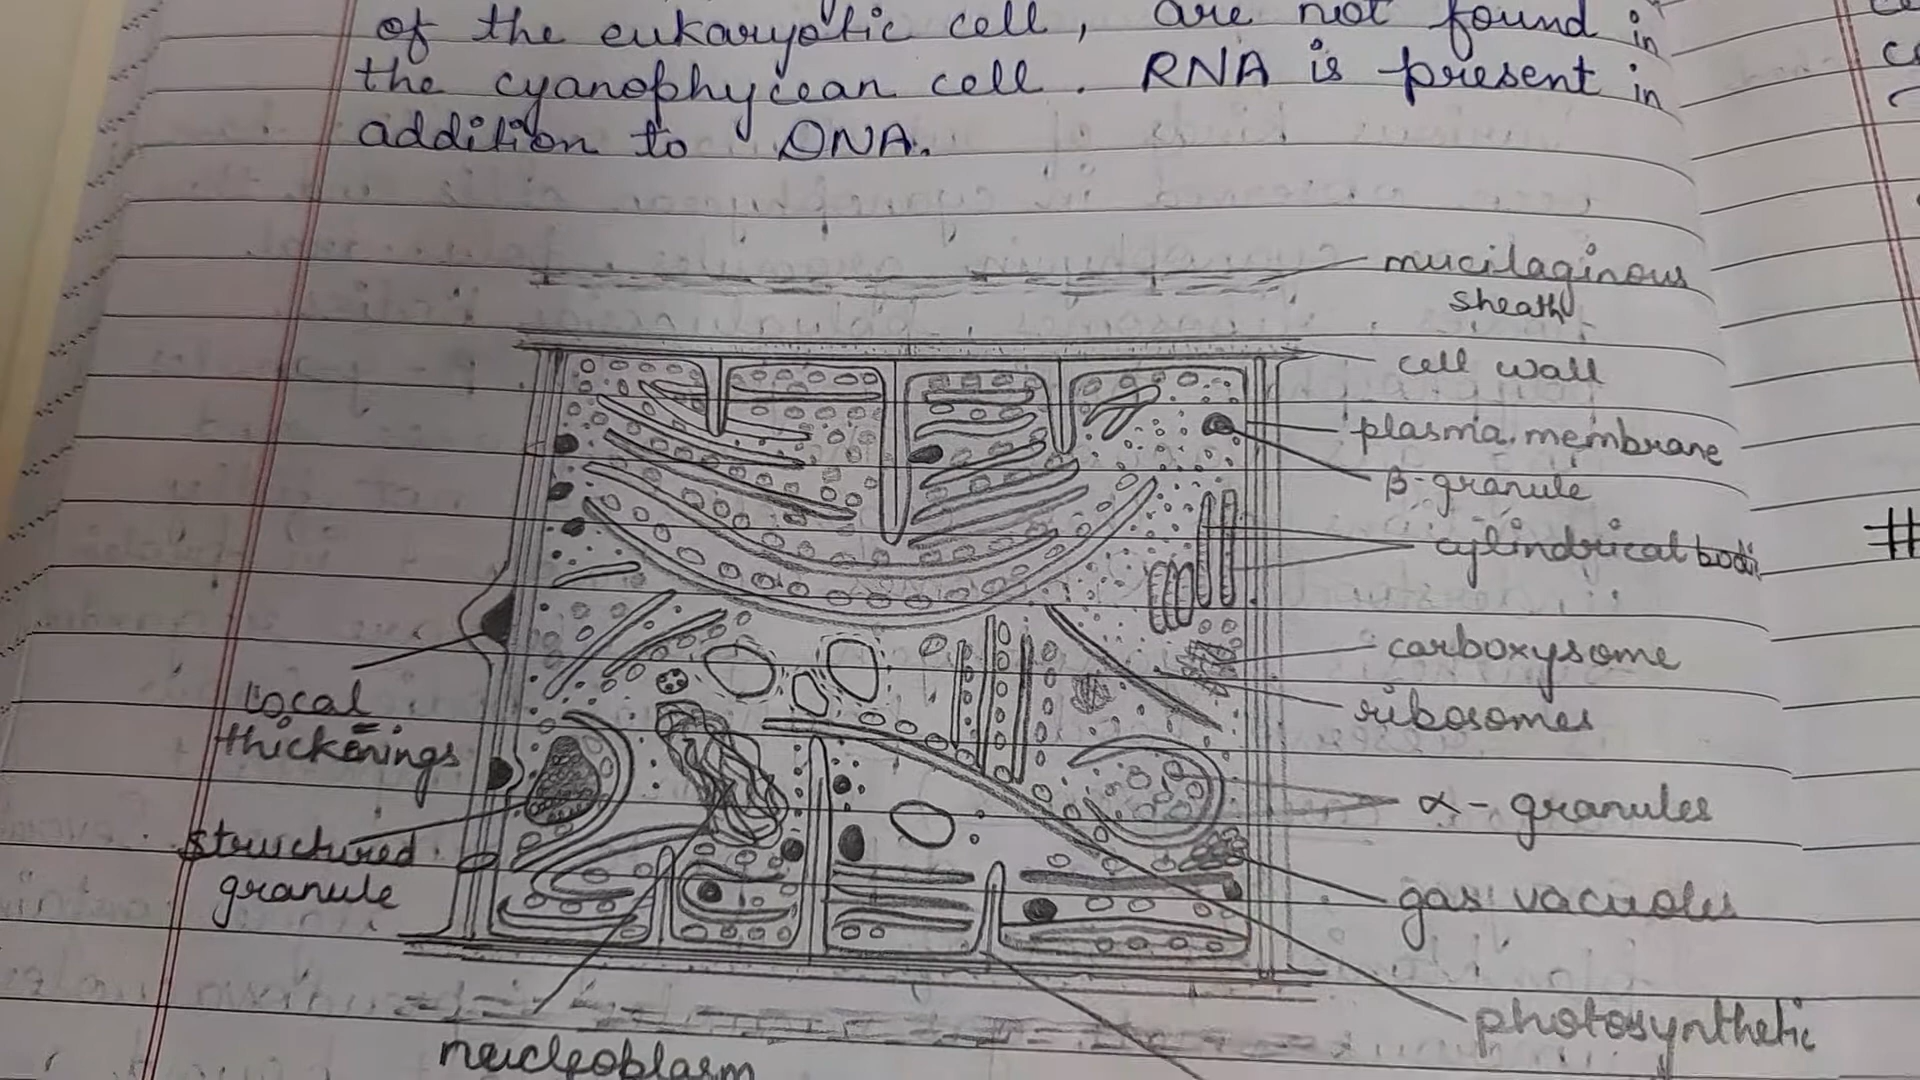 of the eukaryotic cell, are not found in
the cyanophycean cell. RNA is present in
addition to DNA.
mucilaginous
sheath
cell wall
plasma membrane
β-granule
cylindrical bodi
carboxysome
ribosomes
α-granules
gas vacuoles
photosynthetic
local
thickenings
structured
granule
nucleoplasm
#